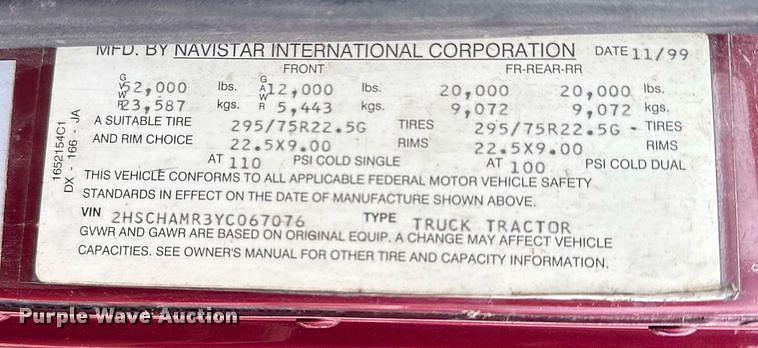 MFD. BY NAVISTAR INTERNATIONAL CORPORATION DATE 11/99
FRONT FR-REAR-RR
GVWR 52,000 lbs. GAWR 12,000 lbs. 20,000 20,000 lbs.
23,587 kgs. 5,443 kgs. 9,072 9,072 kgs.
A SUITABLE TIRE 295/75R22.5G TIRES 295/75R22.5G - TIRES
AND RIM CHOICE 22.5X9.00 RIMS 22.5X9.00 RIMS
AT 110 PSI COLD SINGLE AT 100 PSI COLD DUAL
THIS VEHICLE CONFORMS TO ALL APPLICABLE FEDERAL MOTOR VEHICLE SAFETY
STANDARDS IN EFFECT ON THE DATE OF MANUFACTURE SHOWN ABOVE.
VIN 2HSCHAMR3YC067076 TYPE TRUCK TRACTOR
GVWR AND GAWR ARE BASED ON ORIGINAL EQUIP. A CHANGE MAY AFFECT VEHICLE
CAPACITIES. SEE OWNER'S MANUAL FOR OTHER TIRE AND CAPACITY INFORMATION.
1652154C1
DX - 166 - JA
Purple Wave Auction